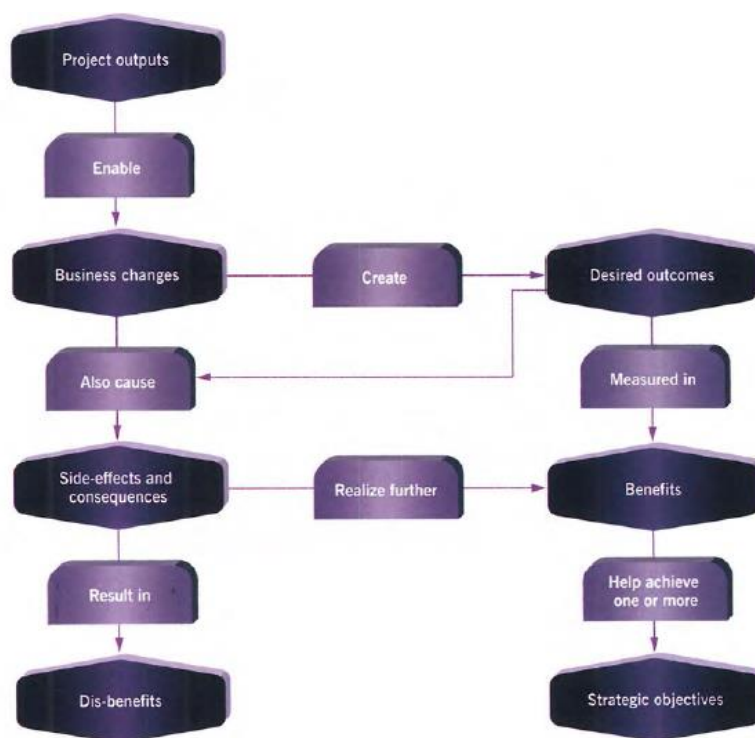 Project outputs
Enable
Business changes
Create
Desired outcomes
Also cause
Measured in
Side-effects and
consequences
Realize further
Benefits
Result in
Help achieve
one or more
Dis-benefits
Strategic objectives